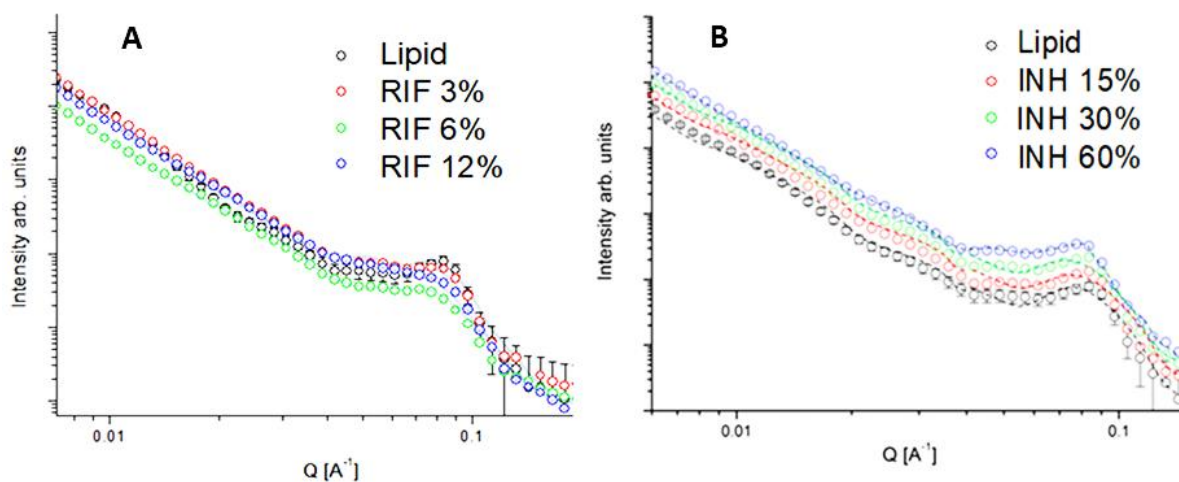 A
Lipid
RIF 3%
RIF 6%
RIF 12%
Intensity arb. units
0.01
0.1
Q [A⁻¹]
B
Lipid
INH 15%
INH 30%
INH 60%
Intensity arb. units
0.01
0.1
Q [A⁻¹]